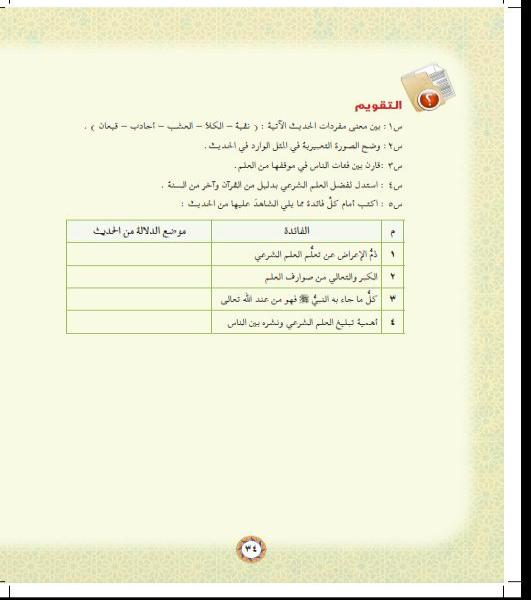 ٢
التقويم
س١: بين معنى مفردات الحديث الآتية : ( نقية – الكلأ – العشب – أجادب – قيعان ) .
س٢: وضح الصورة التعبيرية في المثل الوارد في الحديث .
س٣: قارن بين فئات الناس في موقفها من العلم.
س٤: استدل لفضل العلم الشرعي بدليل من القرآن وآخر من السنة .
س٥: اكتب أمام كلِّ فائدة مما يلي الشاهدَ عليها من الحديث :
م الفائدة موضع الدلالة من الحديث
١ ذمُّ الإعراض عن تعلُّم العلم الشرعي
٢ الكبر والتعالي من صوارف العلم
٣ كلُّ ما جاء به النبيُّ ﷺ فهو من عند الله تعالى
٤ أهمية تبليغ العلم الشرعي ونشره بين الناس
٣٤